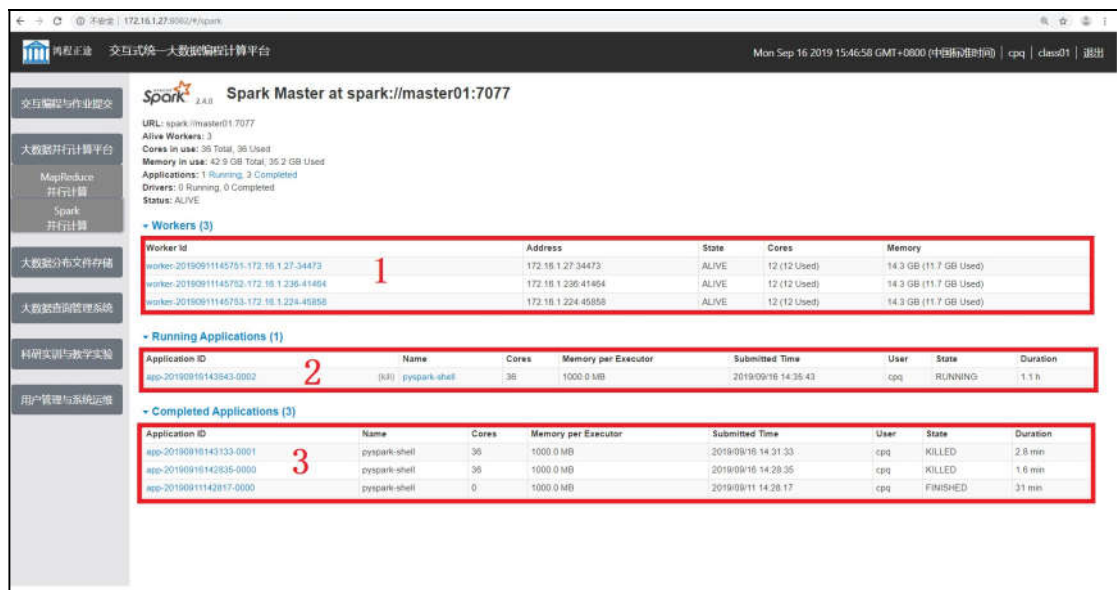 不安全 | 172.16.1.27:9002/#/spark
鸿程正途 交互式统一大数据编程计算平台 Mon Sep 16 2019 15:46:58 GMT+0800 (中国标准时间) | cpq | class01 | 退出
交互编程与作业提交
大数据并行计算平台
MapReduce
并行计算
Spark
并行计算
大数据分布文件存储
大数据查询管理系统
科研实训与教学实验
用户管理与系统运维
Spark 2.4.0 Spark Master at spark://master01:7077
URL: spark://master01:7077
Alive Workers: 3
Cores in use: 36 Total, 36 Used
Memory in use: 42.9 GB Total, 35.2 GB Used
Applications: 1 Running, 3 Completed
Drivers: 0 Running, 0 Completed
Status: ALIVE
Workers (3)
Worker Id Address State Cores Memory
worker-20190911145751-172.16.1.27-34473 172.16.1.27:34473 ALIVE 12 (12 Used) 14.3 GB (11.7 GB Used)
worker-20190911145752-172.16.1.236-41464 172.16.1.236:41464 ALIVE 12 (12 Used) 14.3 GB (11.7 GB Used)
worker-20190911145753-172.16.1.224-45858 172.16.1.224:45858 ALIVE 12 (12 Used) 14.3 GB (11.7 GB Used)
1
Running Applications (1)
Application ID Name Cores Memory per Executor Submitted Time User State Duration
app-20190916143543-0002 (kill) pyspark-shell 36 1000.0 MB 2019/09/16 14:35:43 cpq RUNNING 1.1 h
2
Completed Applications (3)
Application ID Name Cores Memory per Executor Submitted Time User State Duration
app-20190916143133-0001 pyspark-shell 36 1000.0 MB 2019/09/16 14:31:33 cpq KILLED 2.8 min
app-20190916142835-0000 pyspark-shell 36 1000.0 MB 2019/09/16 14:28:35 cpq KILLED 1.6 min
app-20190911142817-0000 pyspark-shell 0 1000.0 MB 2019/09/11 14:28:17 cpq FINISHED 31 min
3